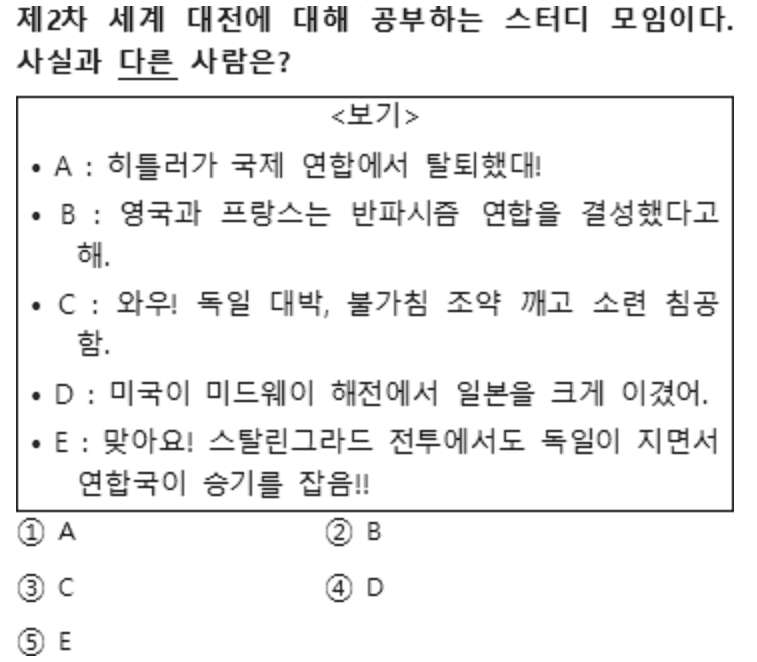 제2차 세계 대전에 대해 공부하는 스터디 모임이다.
사실과 다른 사람은?
<보기>
• A : 히틀러가 국제 연합에서 탈퇴했대!
• B : 영국과 프랑스는 반파시즘 연합을 결성했다고
해.
• C : 와우! 독일 대박, 불가침 조약 깨고 소련 침공
함.
• D : 미국이 미드웨이 해전에서 일본을 크게 이겼어.
• E : 맞아요! 스탈린그라드 전투에서도 독일이 지면서
연합국이 승기를 잡음!!
① A ② B
③ C ④ D
⑤ E